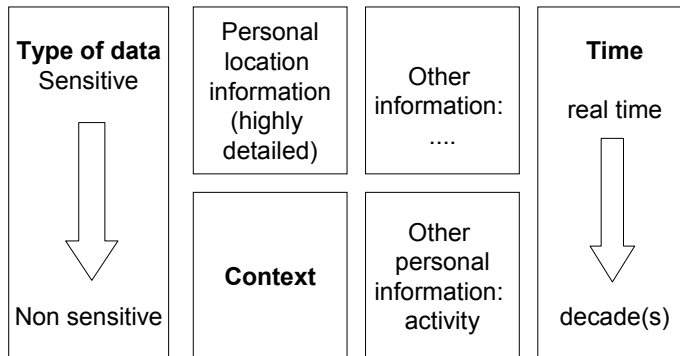 Type of data
Sensitive
Non sensitive
Personal
location
information
(highly
detailed)
Other
information:
....
Context
Other
personal
information:
activity
Time
real time
decade(s)